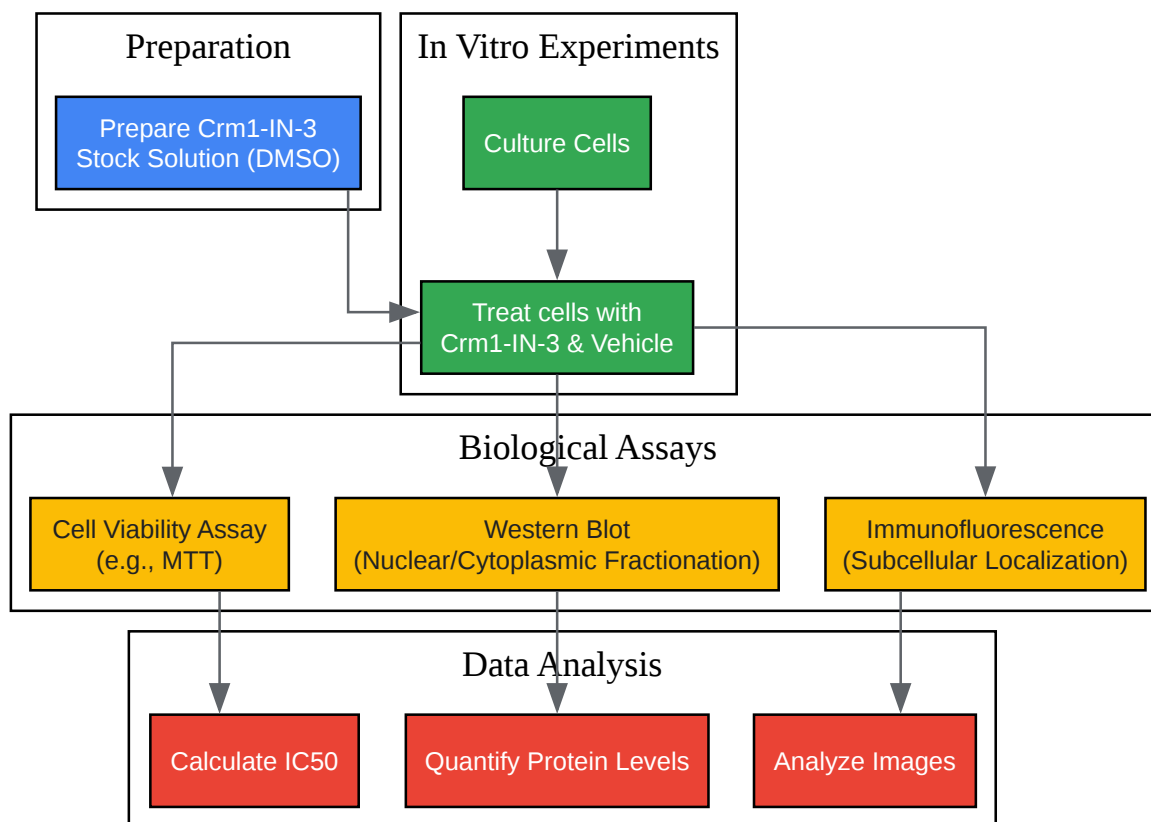 Preparation
In Vitro Experiments
Prepare Crm1-IN-3
Stock Solution (DMSO)
Culture Cells
Treat cells with
Crm1-IN-3 & Vehicle
Biological Assays
Cell Viability Assay
(e.g., MTT)
Western Blot
(Nuclear/Cytoplasmic Fractionation)
Immunofluorescence
(Subcellular Localization)
Data Analysis
Calculate IC50
Quantify Protein Levels
Analyze Images